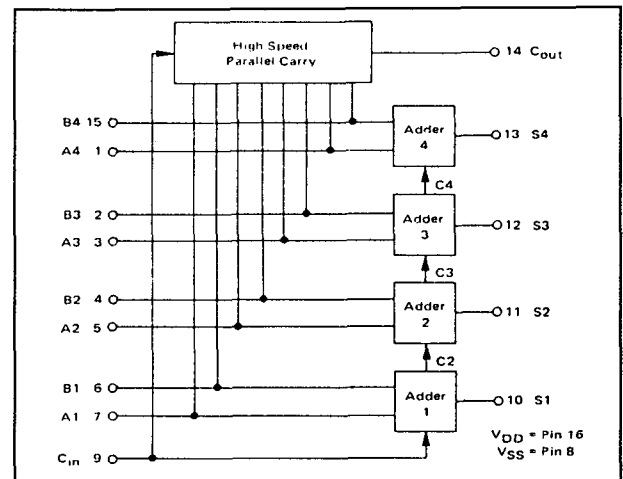 High Speed
Parallel Carry
14 Cout
B4 15
A4 1
Adder
4
13 S4
C4
B3 2
A3 3
Adder
3
12 S3
C3
B2 4
A2 5
Adder
2
11 S2
C2
B1 6
A1 7
Adder
1
10 S1
Cin 9
VDD = Pin 16
VSS = Pin 8